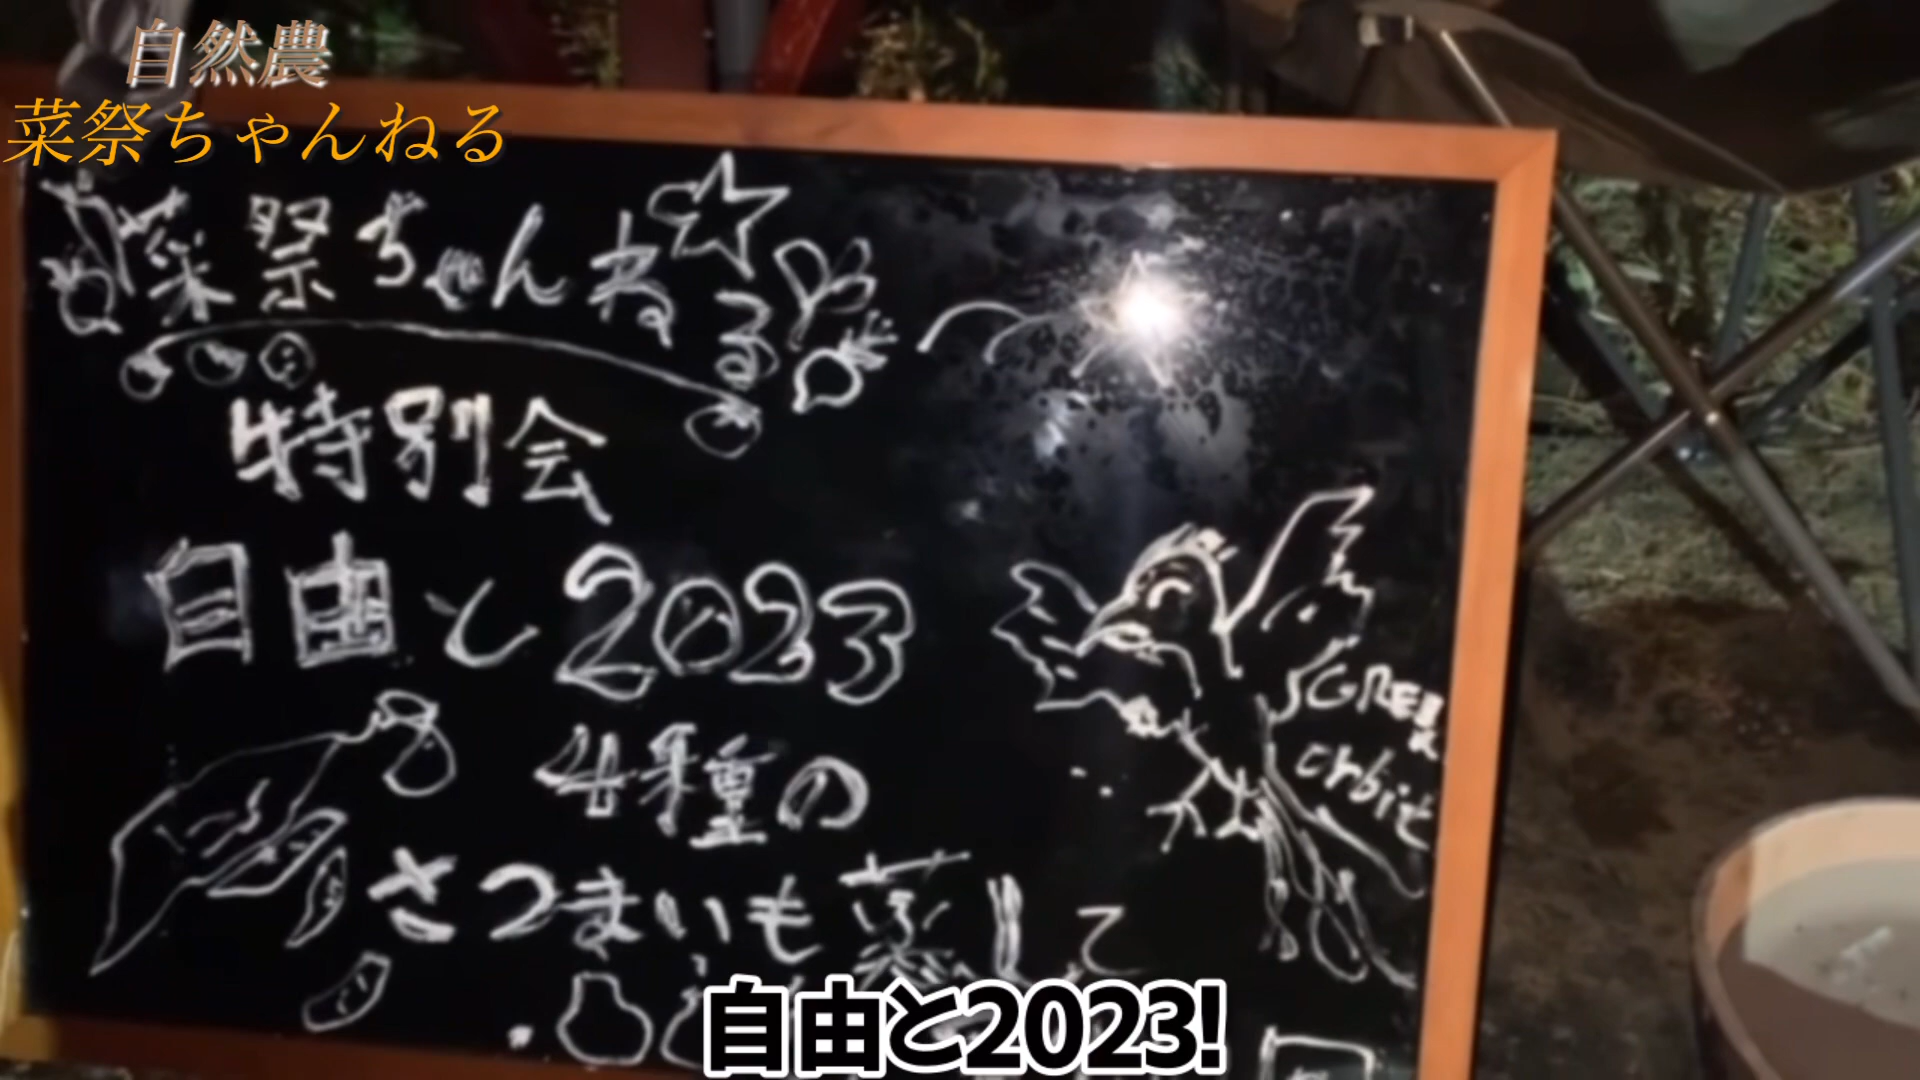 自然農
菜祭ちゃんねる
菜祭ちゃんねる
特別会
自由と2023
4種の
さつまいも蒸して
GREEN
orbit
自由と2023!